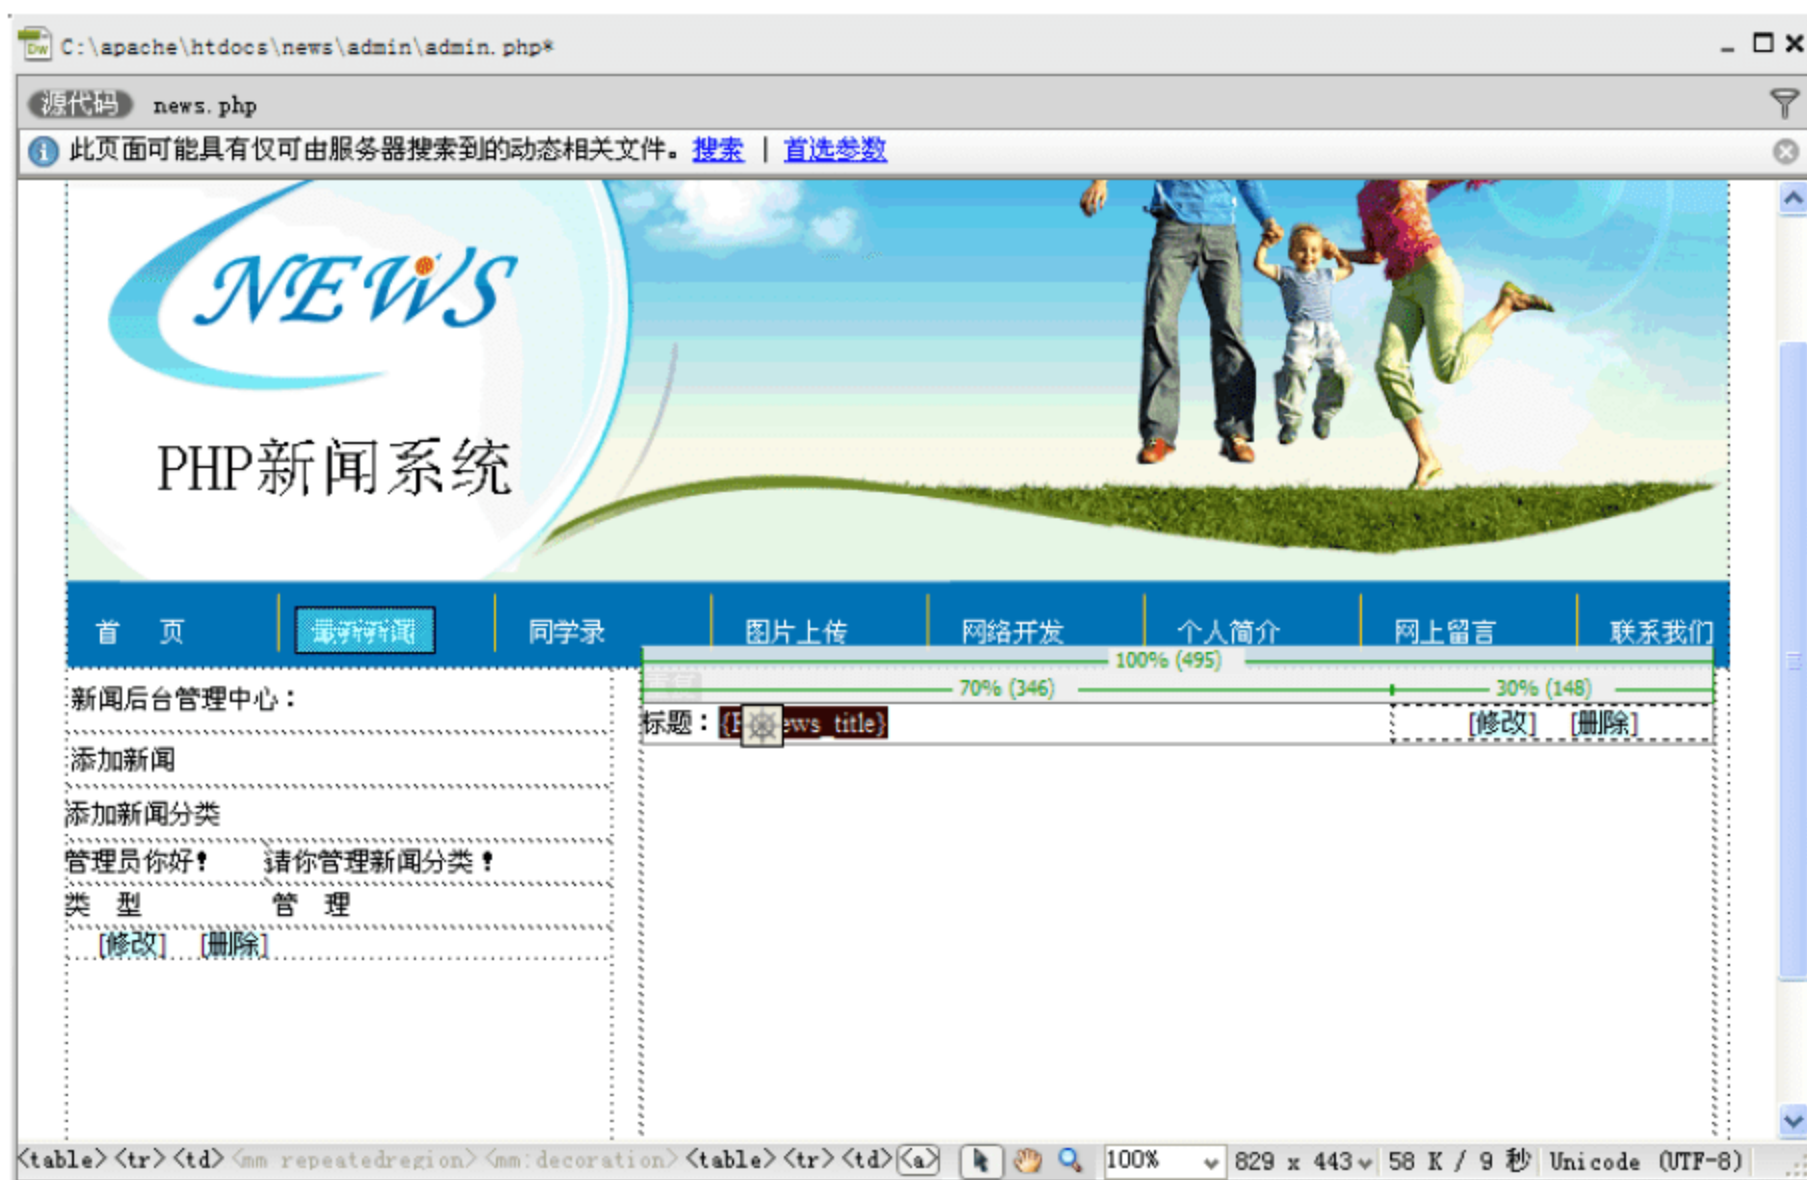 C:\apache\htdocs\news\admin\admin.php*
源代码 news.php
此页面可能具有仅可由服务器搜索到的动态相关文件。搜索 | 首选参数
NEWS
PHP新闻系统
首 页 最新新闻 同学录 图片上传 网络开发 个人简介 网上留言 联系我们
100% (495)
重复 70% (346) 30% (148)
新闻后台管理中心：
标题： ews_title} [修改] [删除]
添加新闻
添加新闻分类
管理员你好！ 请你管理新闻分类！
类 型 管 理
[修改] [删除]
<table> <tr> <td> <mm repeatedregion> <mm:decoration> <table> <tr> <td> <a> 100% 829 x 443 58 K / 9 秒 Unicode (UTF-8)